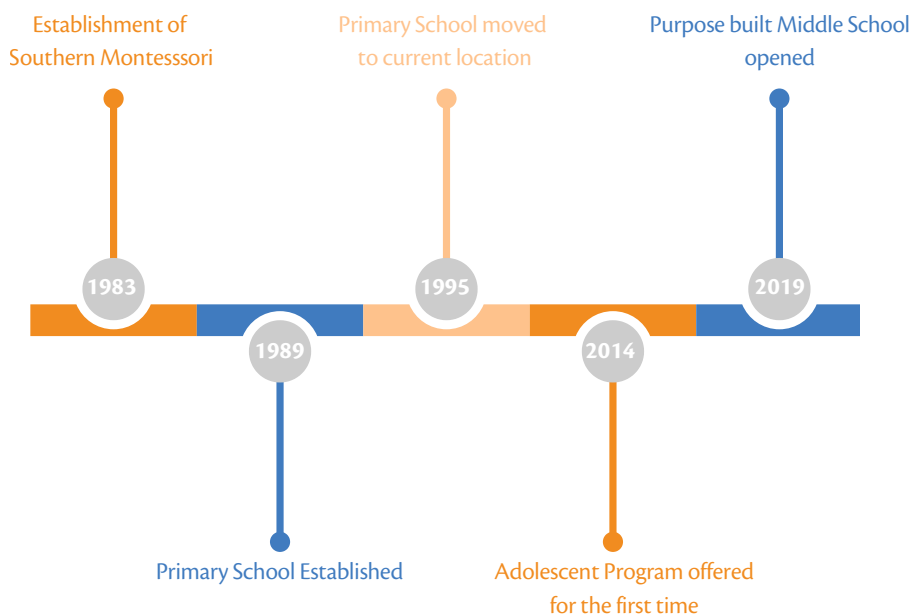 Establishment of
Southern Montesssori
Primary School moved
to current location
Purpose built Middle School
opened
1983
1995
2019
1989
2014
Primary School Established
Adolescent Program offered
for the first time